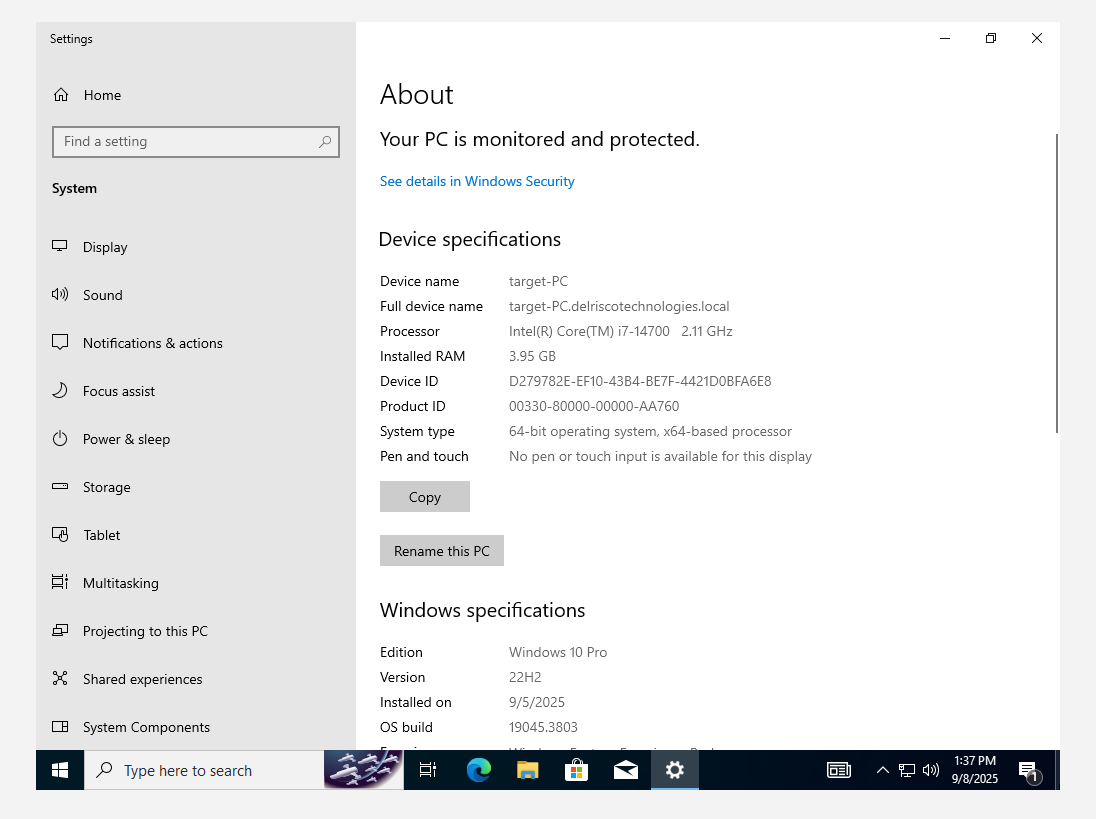 Settings
Home
Find a setting
System
Display
Sound
Notifications & actions
Focus assist
Power & sleep
Storage
Tablet
Multitasking
Projecting to this PC
Shared experiences
System Components
About
Your PC is monitored and protected.
See details in Windows Security
Device specifications
Device name target-PC
Full device name target-PC.delriscotechnologies.local
Processor Intel(R) Core(TM) i7-14700 2.11 GHz
Installed RAM 3.95 GB
Device ID D279782E-EF10-43B4-BE7F-4421D0BFA6E8
Product ID 00330-80000-00000-AA760
System type 64-bit operating system, x64-based processor
Pen and touch No pen or touch input is available for this display
Copy
Rename this PC
Windows specifications
Edition Windows 10 Pro
Version 22H2
Installed on 9/5/2025
OS build 19045.3803
Type here to search
1:37 PM
9/8/2025
1